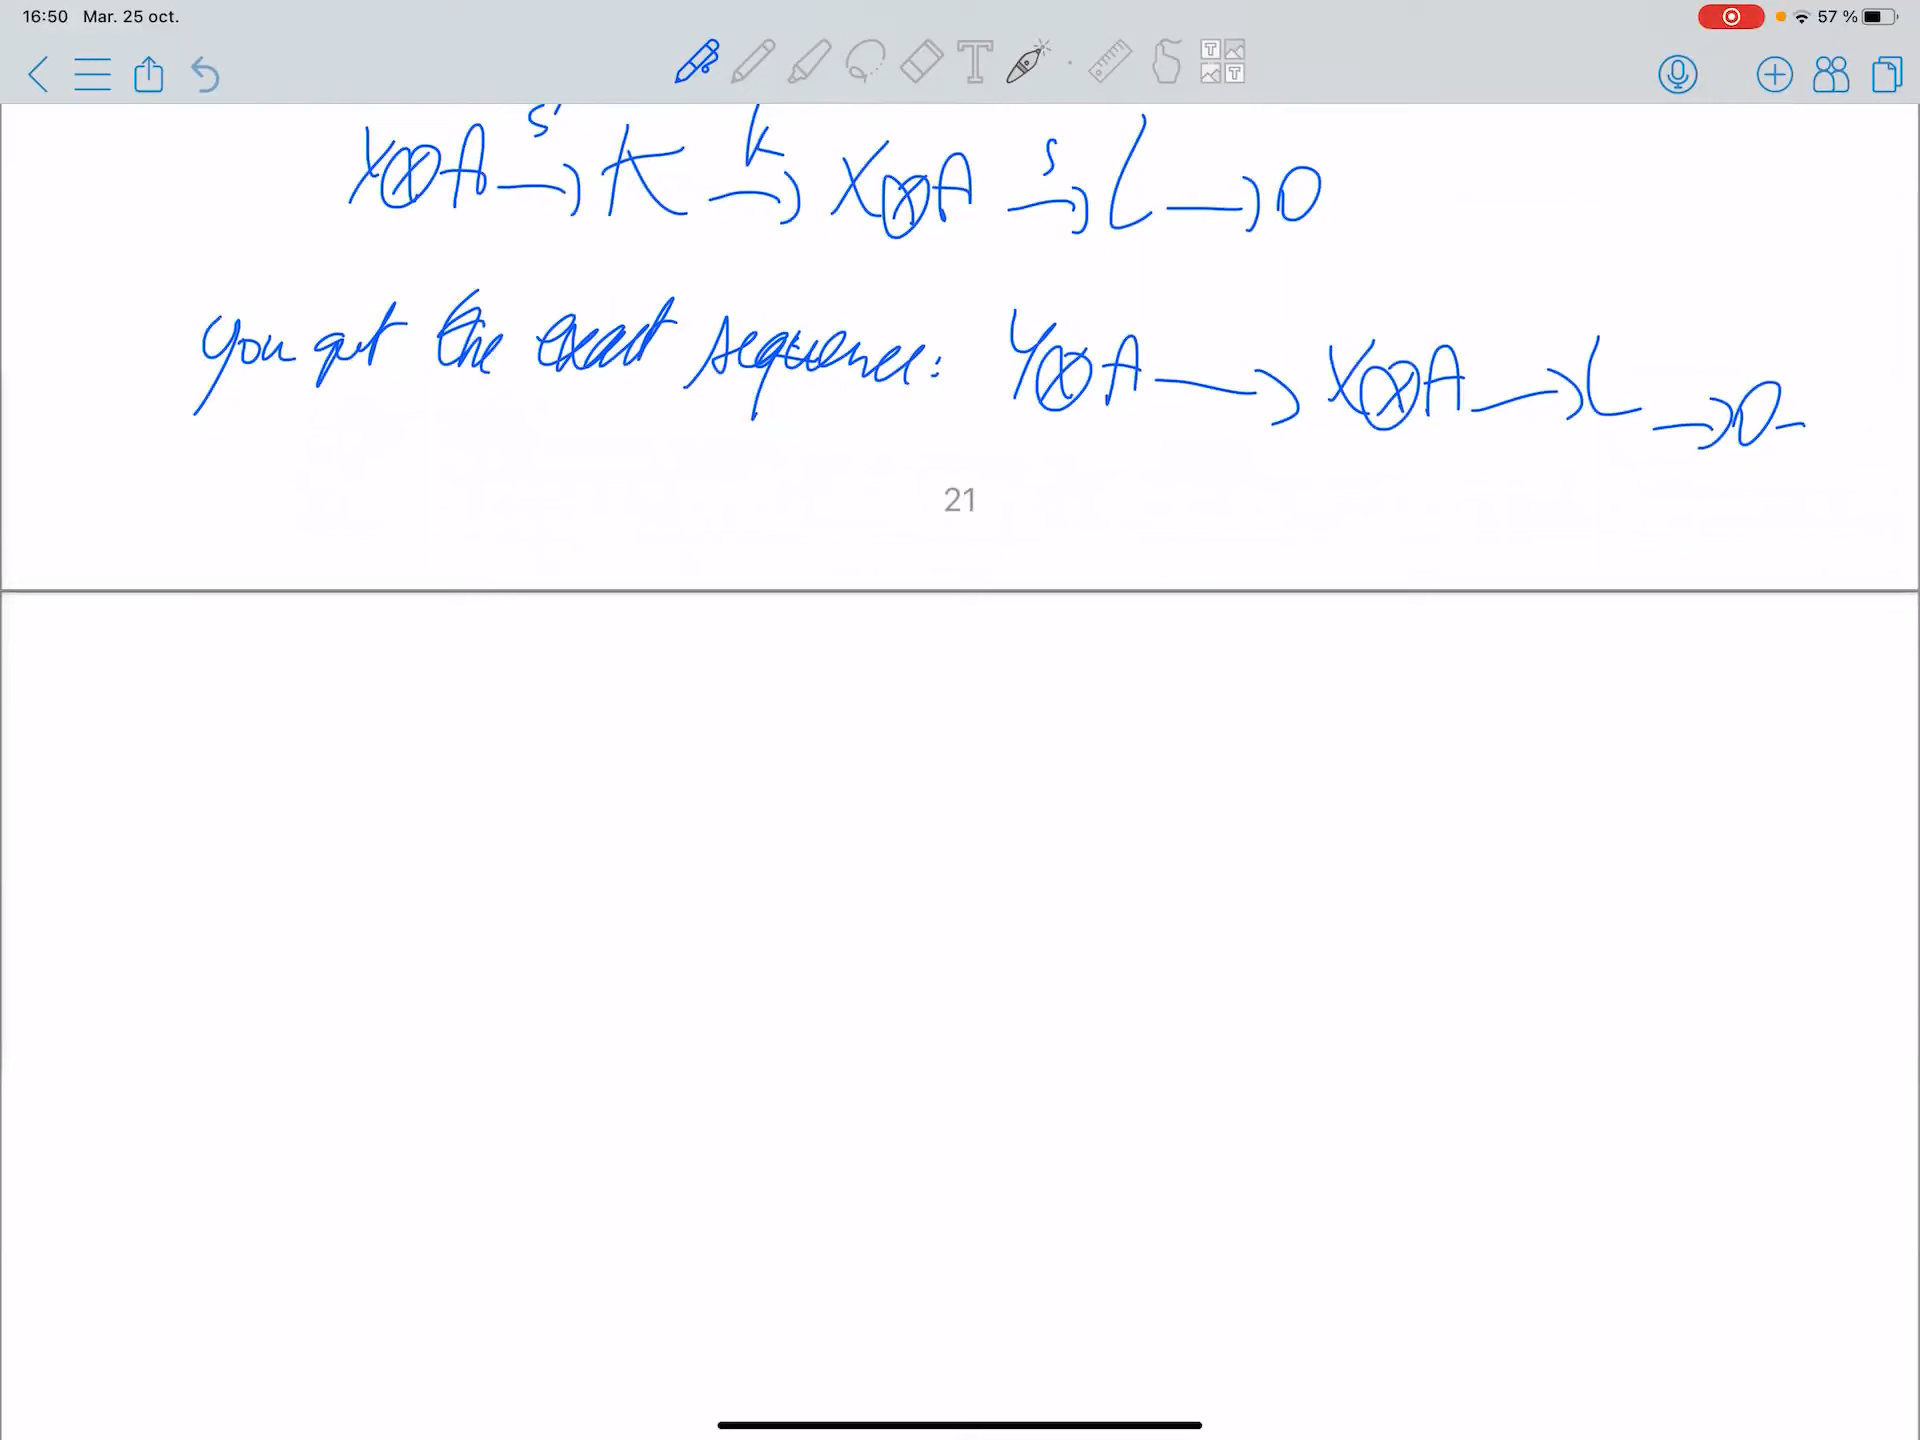 16:50 Mar. 25 oct. 57 %
X⊗A →s' K →k X⊗A →s L → 0
You get the exact sequence: Y⊗A → X⊗A → L → 0.
21